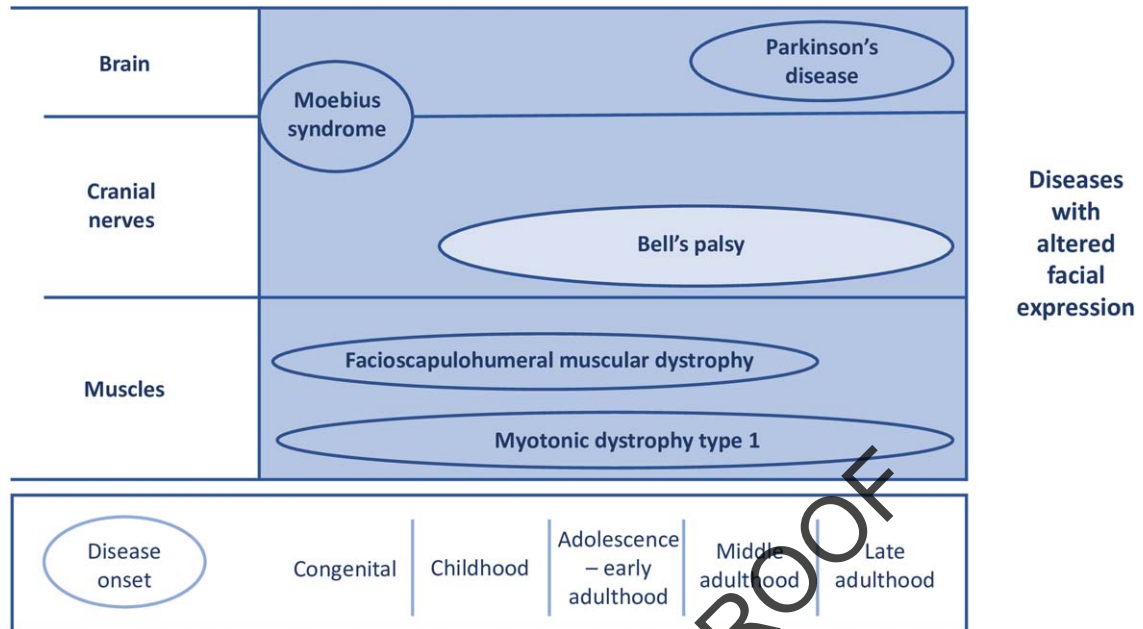 Brain
Parkinson's
disease
Moebius
syndrome
Cranial
nerves
Bell's palsy
Diseases
with
altered
facial
expression
Facioscapulohumeral muscular dystrophy
Muscles
Myotonic dystrophy type 1
Disease
onset
Congenital
Childhood
Adolescence
– early
adulthood
Middle
adulthood
Late
adulthood
ROOF